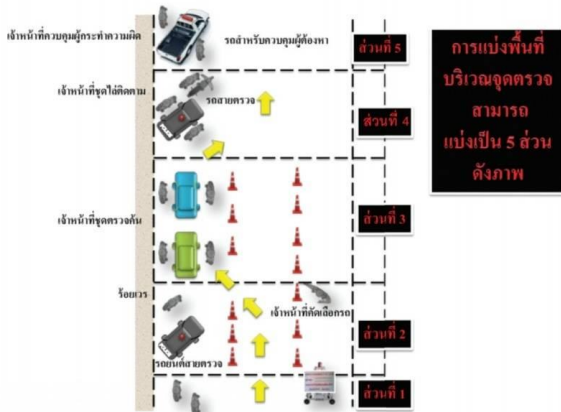 เจ้าหน้าที่ควบคุมผู้กระทำความผิด
รถสำหรับควบคุมผู้ต้องหา
ส่วนที่ 5
การแบ่งพื้นที่
บริเวณจุดตรวจ
สามารถ
แบ่งเป็น 5 ส่วน
ดังภาพ
เจ้าหน้าที่ชุดไล่ติดตาม
รถสายตรวจ
ส่วนที่ 4
เจ้าหน้าที่ชุดตรวจค้น
ส่วนที่ 3
ร้อยเวร
เจ้าหน้าที่คัดเลือกรถ
ส่วนที่ 2
รถยนต์สายตรวจ
ส่วนที่ 1